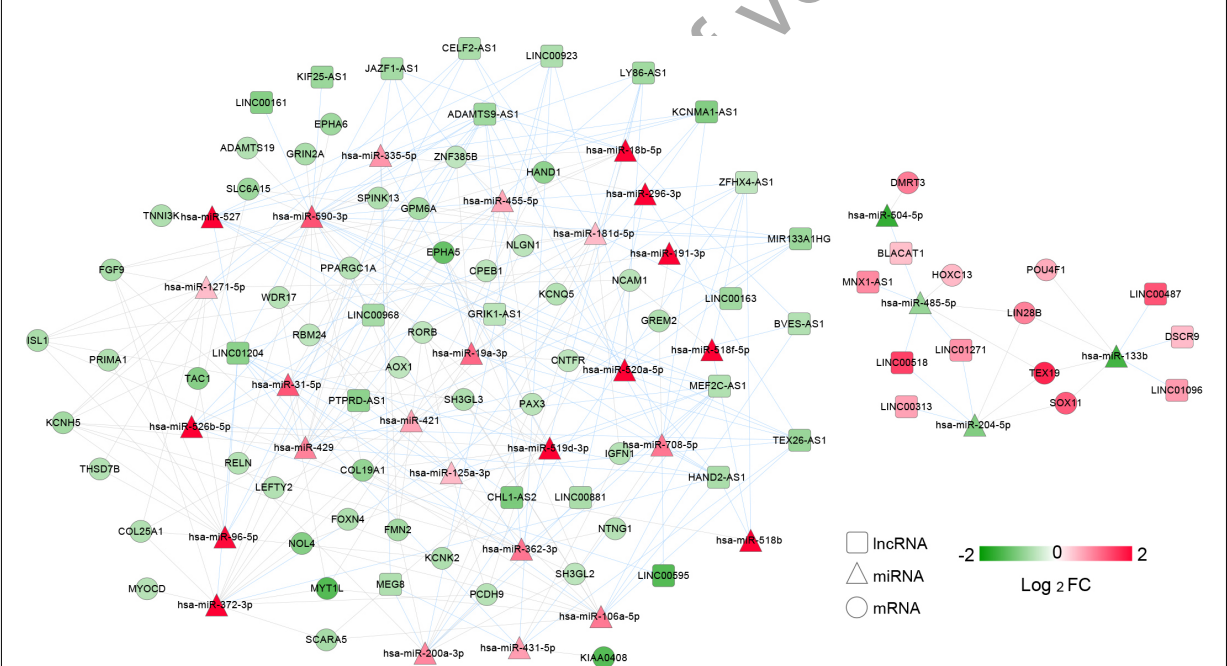 f v
CELF2-AS1
LINC00923
JAZF1-AS1
LY86-AS1
KIF25-AS1
LINC00161
KCNMA1-AS1
ADAMTS9-AS1
EPHA6
ADAMTS19
GRIN2A
hsa-miR-335-5p
ZNF385B
hsa-miR-18b-5p
HAND1
SLC6A15
SPINK13
GPM6A
hsa-miR-455-5p
hsa-miR-296-3p
ZFHX4-AS1
TNNI3K
hsa-miR-527
hsa-miR-590-3p
hsa-miR-181d-5p
MIR133A1HG
EPHA5
NLGN1
hsa-miR-191-3p
FGF9
PPARGC1A
CPEB1
NCAM1
hsa-miR-1271-5p
WDR17
KCNQ5
LINC00163
LINC00968
GRIK1-AS1
GREM2
BVES-AS1
ISL1
RBM24
RORB
PRIMA1
LINC01204
hsa-miR-19a-3p
CNTFR
hsa-miR-518f-5p
AOX1
hsa-miR-520a-5p
TAC1
hsa-miR-31-5p
MEF2C-AS1
PTPRD-AS1
SH3GL3
PAX3
KCNH5
hsa-miR-526b-5p
hsa-miR-421
TEX26-AS1
hsa-miR-429
hsa-miR-519d-3p
hsa-miR-708-5p
IGFN1
THSD7B
RELN
COL19A1
hsa-miR-125a-3p
HAND2-AS1
LEFTY2
CHL1-AS2
LINC00881
COL25A1
FOXN4
FMN2
NTNG1
hsa-miR-96-5p
NOL4
hsa-miR-362-3p
hsa-miR-518b
KCNK2
SH3GL2
LINC00595
MYOCD
MYT1L
MEG8
PCDH9
hsa-miR-372-3p
hsa-miR-106a-5p
SCARA5
hsa-miR-200a-3p
hsa-miR-431-5p
KIAA0408
DMRT3
hsa-miR-504-5p
BLACAT1
MNX1-AS1
HOXC13
POU4F1
hsa-miR-485-5p
LIN28B
LINC00487
DSCR9
LINC00518
LINC01271
hsa-miR-133b
TEX19
LINC01096
LINC00313
SOX11
hsa-miR-204-5p
lncRNA
miRNA
mRNA
-2 0 2
Log 2 FC